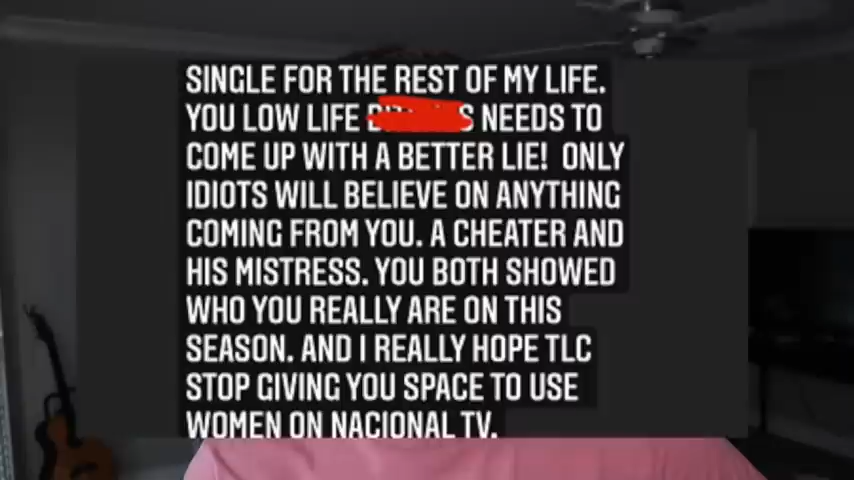 SINGLE FOR THE REST OF MY LIFE.
YOU LOW LIFE NEEDS TO
COME UP WITH A BETTER LIE! ONLY
IDIOTS WILL BELIEVE ON ANYTHING
COMING FROM YOU. A CHEATER AND
HIS MISTRESS. YOU BOTH SHOWED
WHO YOU REALLY ARE ON THIS
SEASON. AND I REALLY HOPE TLC
STOP GIVING YOU SPACE TO USE
WOMEN ON NACIONAL TV.